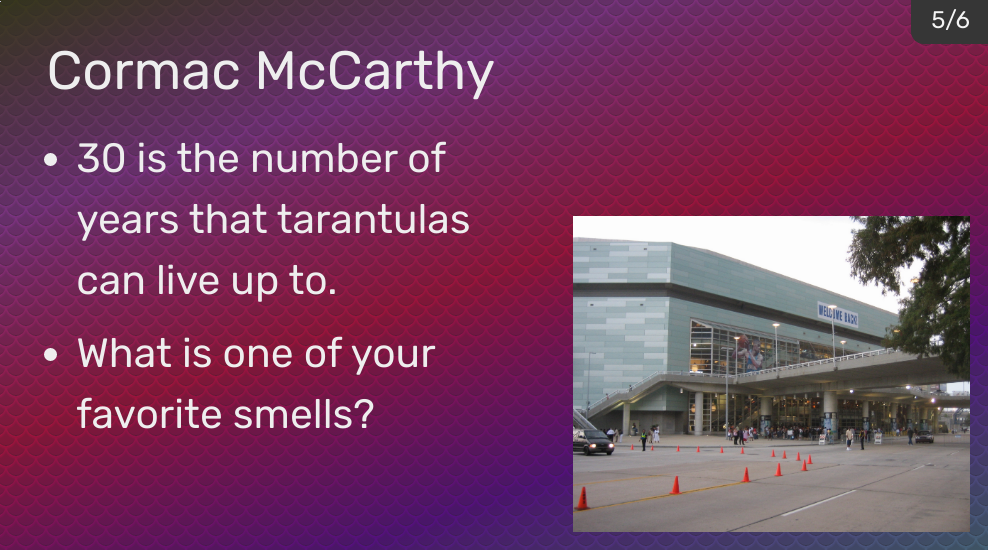 5/6
Cormac McCarthy
• 30 is the number of
years that tarantulas
can live up to.
• What is one of your
favorite smells?
WELCOME BACK!